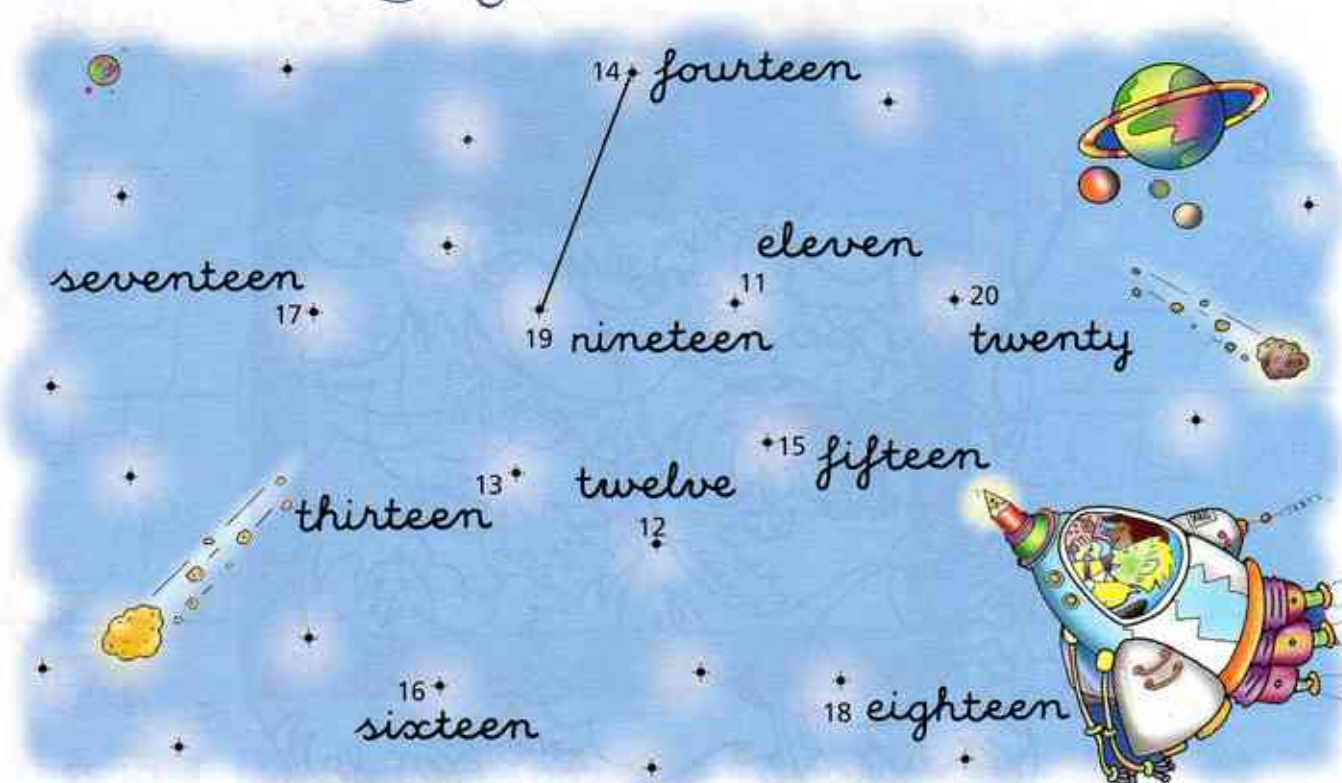 14 fourteen
eleven
seventeen
11
20
17
19 nineteen
twenty
15 fifteen
13
twelve
thirteen
12
16
sixteen
18 eighteen